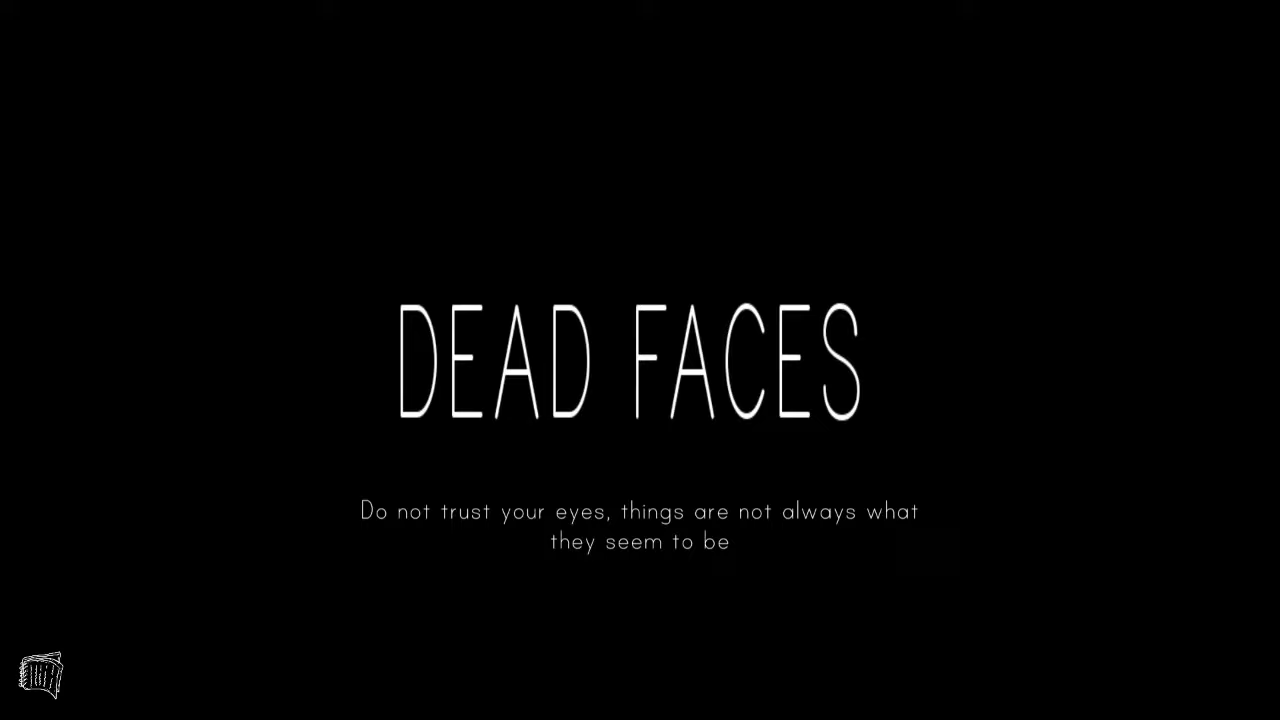 DEAD FACES
Do not trust your eyes, things are not always what
they seem to be